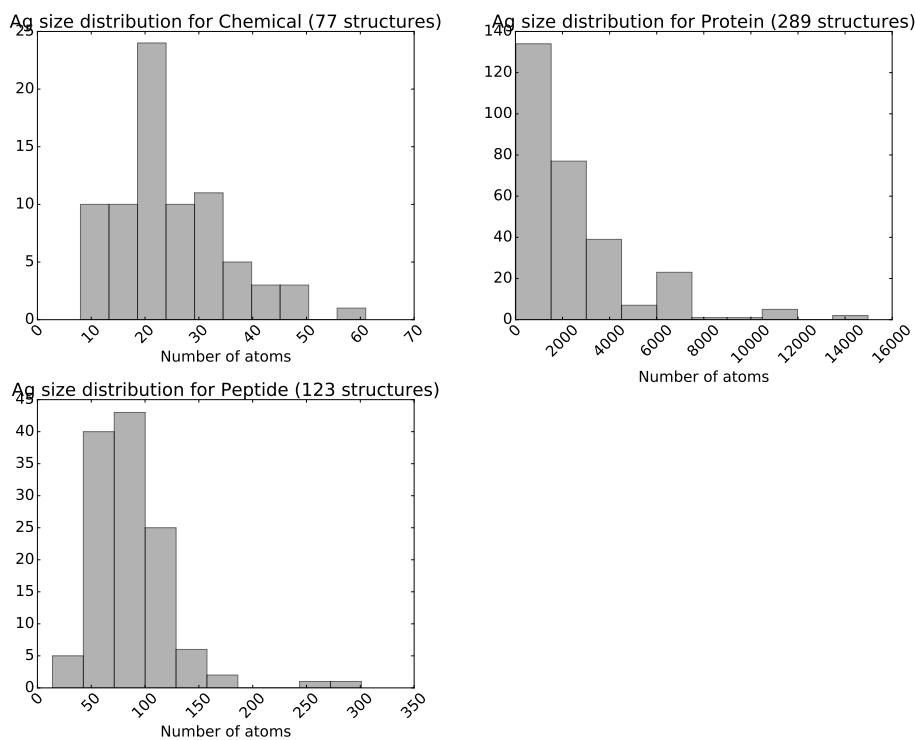 Ag size distribution for Chemical (77 structures)
25
20
15
10
5
0
0 10 20 30 40 50 60 70
Number of atoms
Ag size distribution for Protein (289 structures)
140
120
100
80
60
40
20
0
0 2000 4000 6000 8000 10000 12000 14000 16000
Number of atoms
Ag size distribution for Peptide (123 structures)
45
40
35
30
25
20
15
10
5
0
0 50 100 150 200 250 300 350
Number of atoms